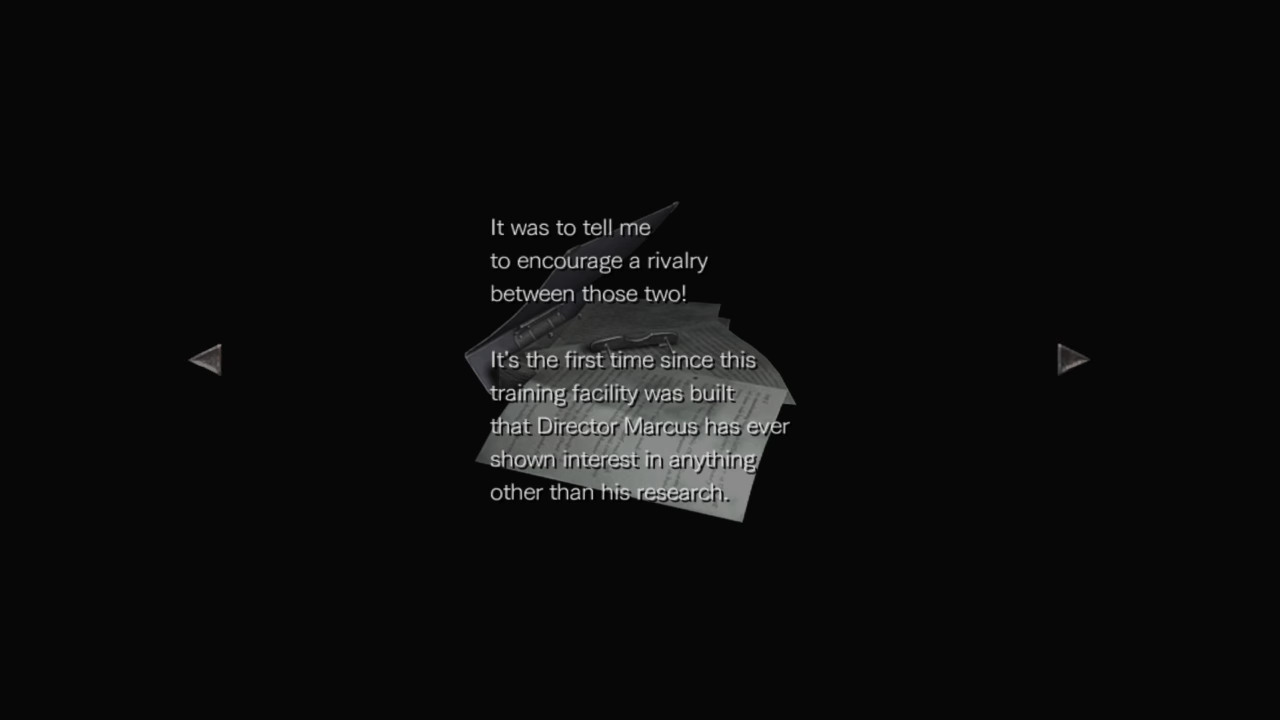 It was to tell me
to encourage a rivalry
between those two!
It's the first time since this
training facility was built
that Director Marcus has ever
shown interest in anything
other than his research.